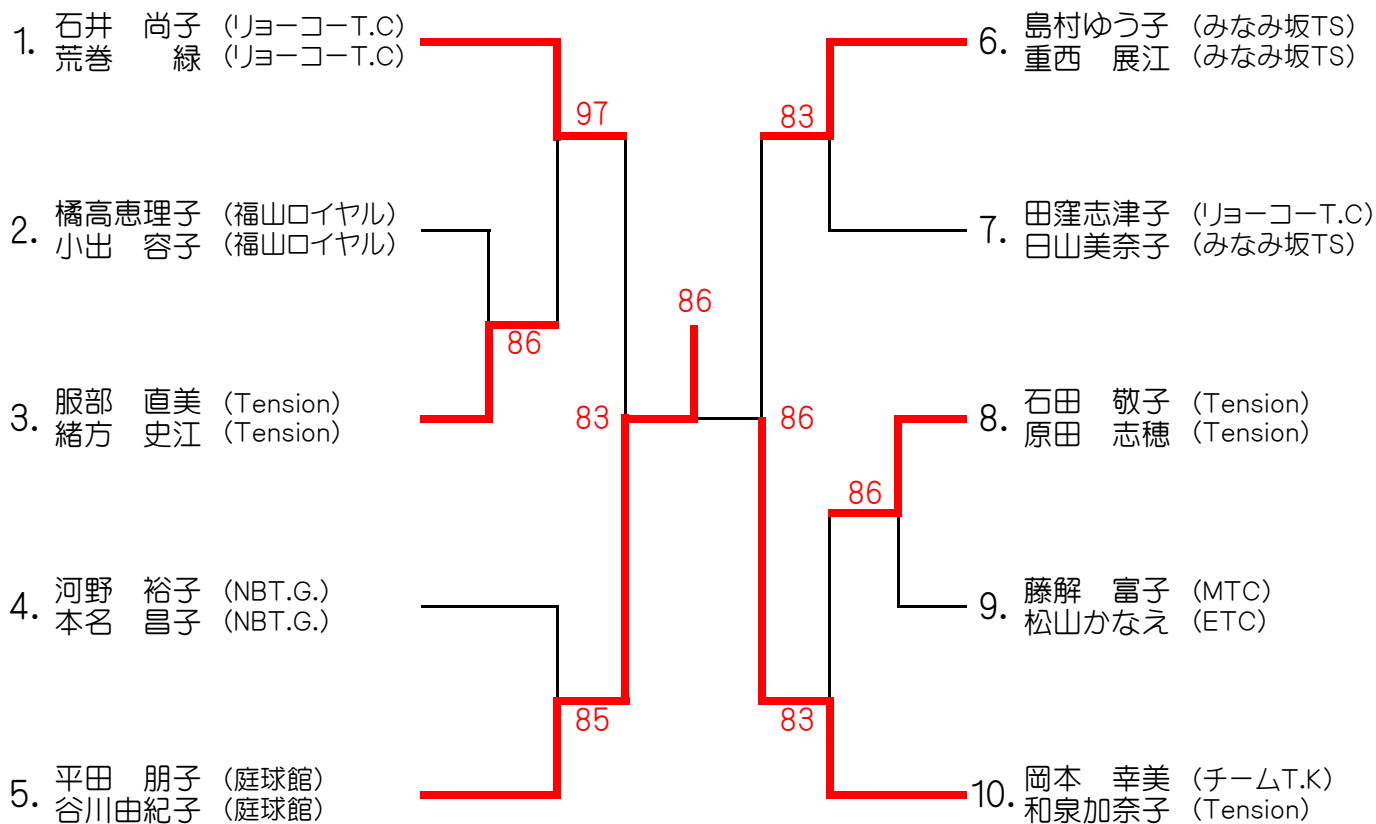 1. 石井 尚子 (リョーコーT.C)
荒巻 緑 (リョーコーT.C)
97
2. 橘高恵理子 (福山ロイヤル)
小出 容子 (福山ロイヤル)
86
3. 服部 直美 (Tension)
緒方 史江 (Tension)
83
4. 河野 裕子 (NBT.G.)
本名 昌子 (NBT.G.)
85
5. 平田 朋子 (庭球館)
谷川由紀子 (庭球館)
86
6. 島村ゆう子 (みなみ坂TS)
重西 展江 (みなみ坂TS)
83
7. 田窪志津子 (リョーコーT.C)
日山美奈子 (みなみ坂TS)
86
8. 石田 敬子 (Tension)
原田 志穂 (Tension)
86
9. 藤解 富子 (MTC)
松山かなえ (ETC)
83
10. 岡本 幸美 (チームT.K)
和泉加奈子 (Tension)